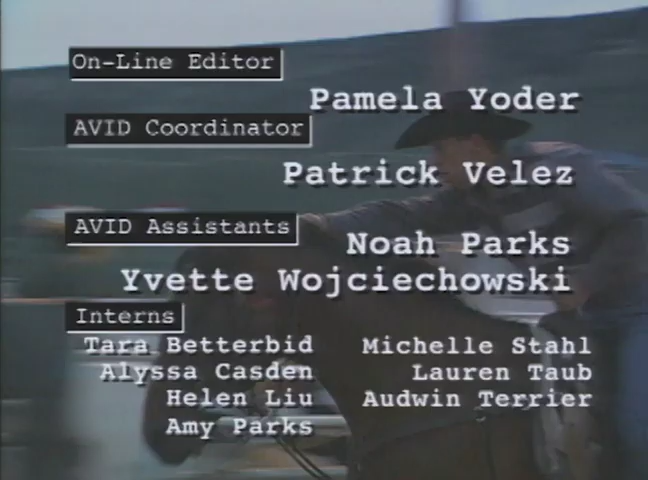 On-Line Editor
Pamela Yoder
AVID Coordinator
Patrick Velez
AVID Assistants
Noah Parks
Yvette Wojciechowski
Interns
Tara Betterbid Michelle Stahl
Alyssa Casden Lauren Taub
Helen Liu Audwin Terrier
Amy Parks